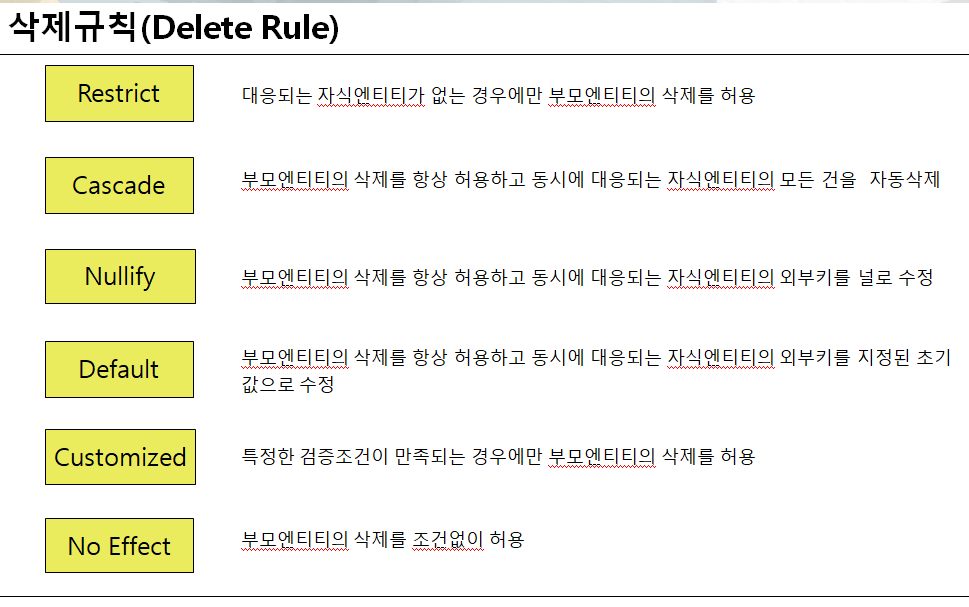 삭제규칙(Delete Rule)
Restrict
대응되는 자식엔티티가 없는 경우에만 부모엔티티의 삭제를 허용
Cascade
부모엔티티의 삭제를 항상 허용하고 동시에 대응되는 자식엔티티의 모든 건을 자동삭제
Nullify
부모엔티티의 삭제를 항상 허용하고 동시에 대응되는 자식엔티티의 외부키를 널로 수정
Default
부모엔티티의 삭제를 항상 허용하고 동시에 대응되는 자식엔티티의 외부키를 지정된 초기
값으로 수정
Customized
특정한 검증조건이 만족되는 경우에만 부모엔티티의 삭제를 허용
No Effect
부모엔티티의 삭제를 조건없이 허용